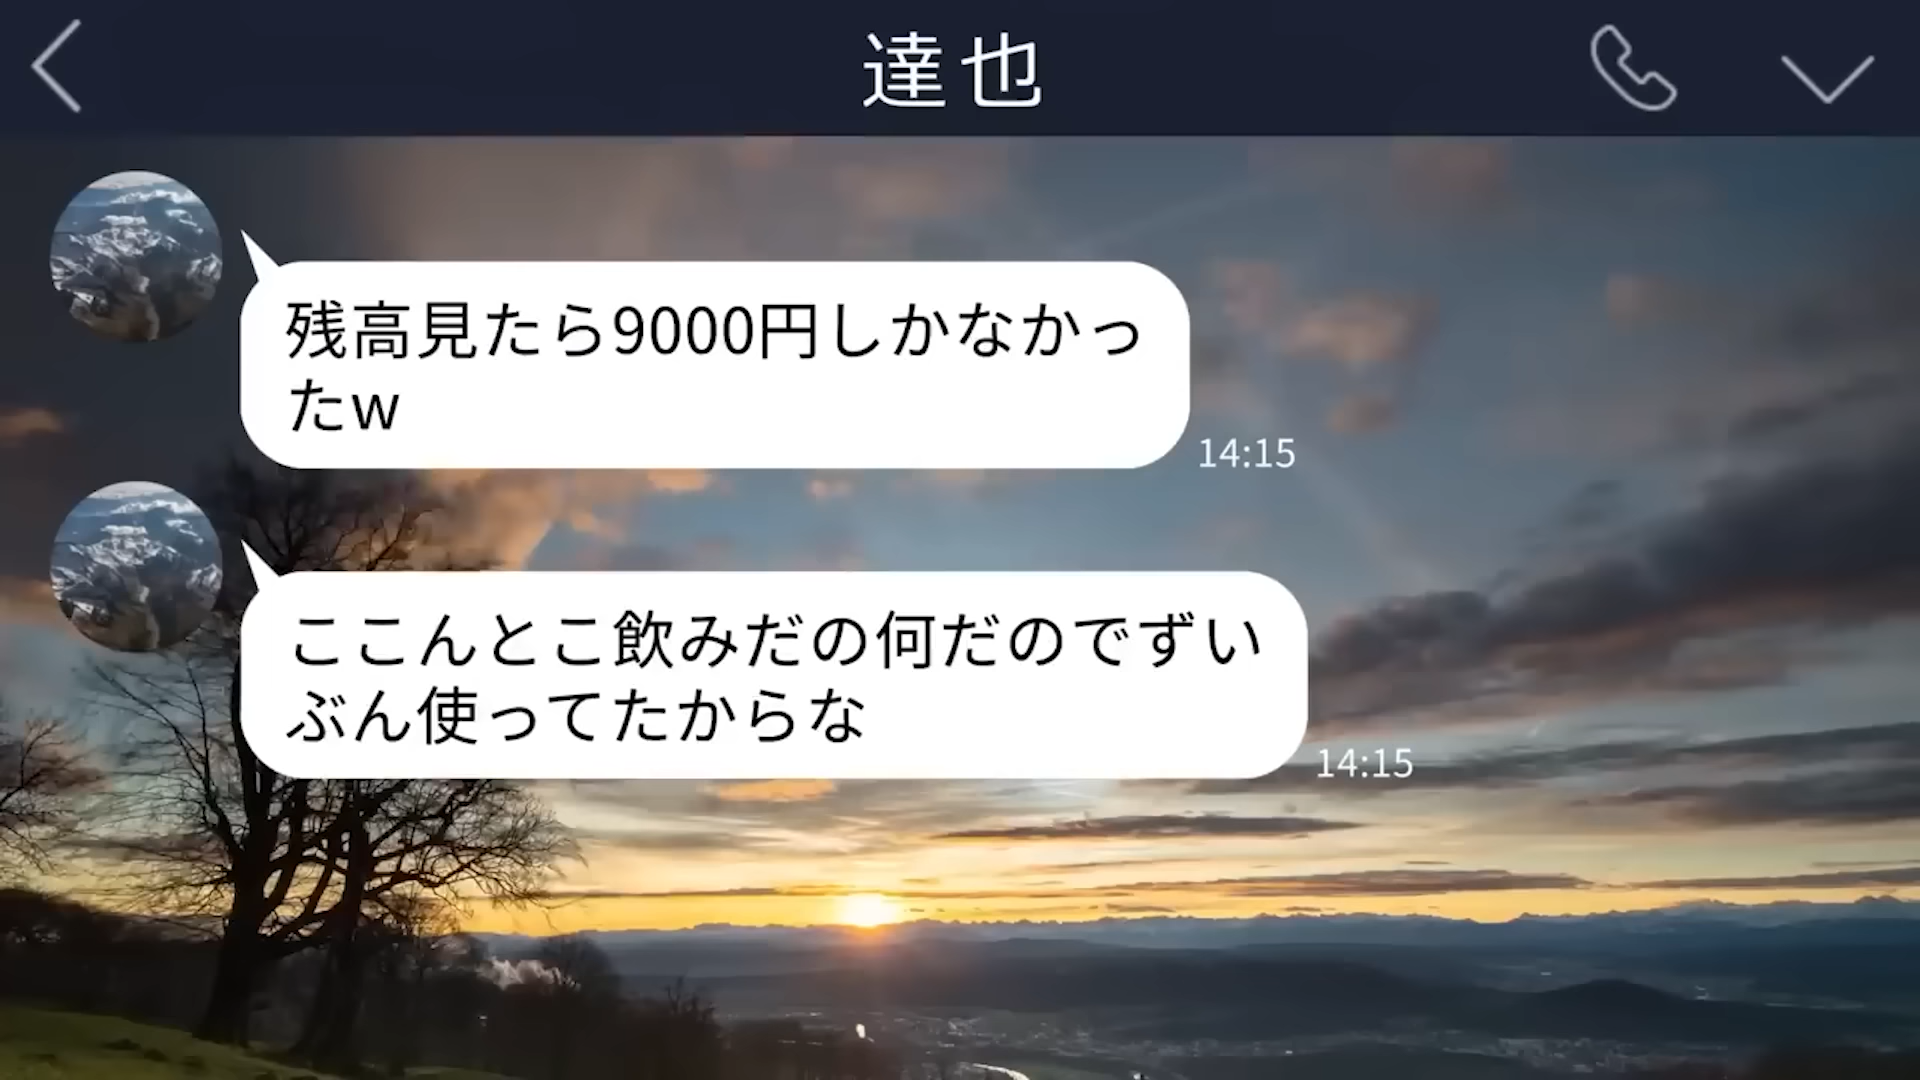 達也
残高見たら9000円しかなかっ
たw
14:15
ここんとこ飲みだの何だのでずい
ぶん使ってたからな
14:15